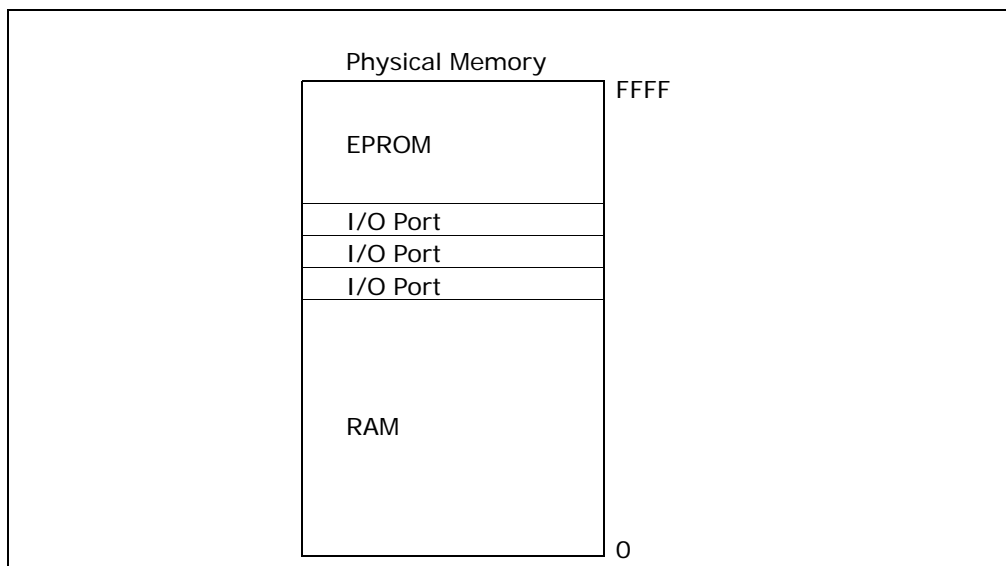 Physical Memory
FFFF
EPROM
I/O Port
I/O Port
I/O Port
RAM
0